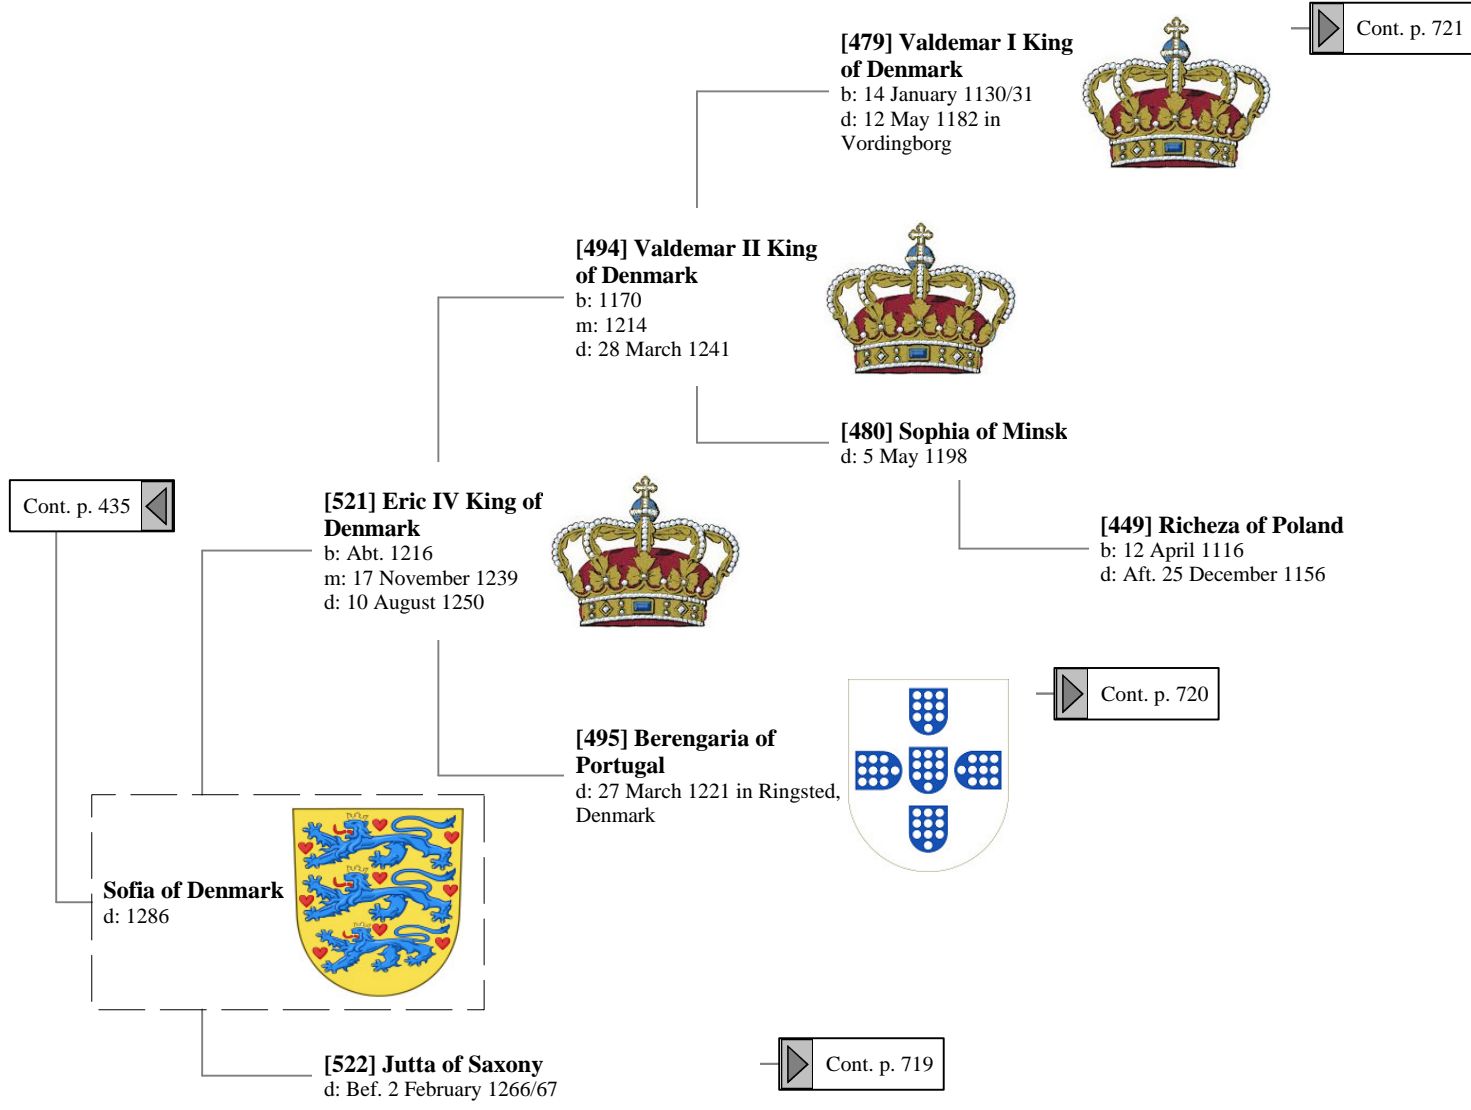 [479] Valdemar I King
of Denmark
b: 14 January 1130/31
d: 12 May 1182 in
Vordingborg
Cont. p. 721
[494] Valdemar II King
of Denmark
b: 1170
m: 1214
d: 28 March 1241
[480] Sophia of Minsk
d: 5 May 1198
Cont. p. 435
[521] Eric IV King of
Denmark
b: Abt. 1216
m: 17 November 1239
d: 10 August 1250
[449] Richeza of Poland
b: 12 April 1116
d: Aft. 25 December 1156
Cont. p. 720
[495] Berengaria of
Portugal
d: 27 March 1221 in Ringsted,
Denmark
Sofia of Denmark
d: 1286
[522] Jutta of Saxony
d: Bef. 2 February 1266/67
Cont. p. 719